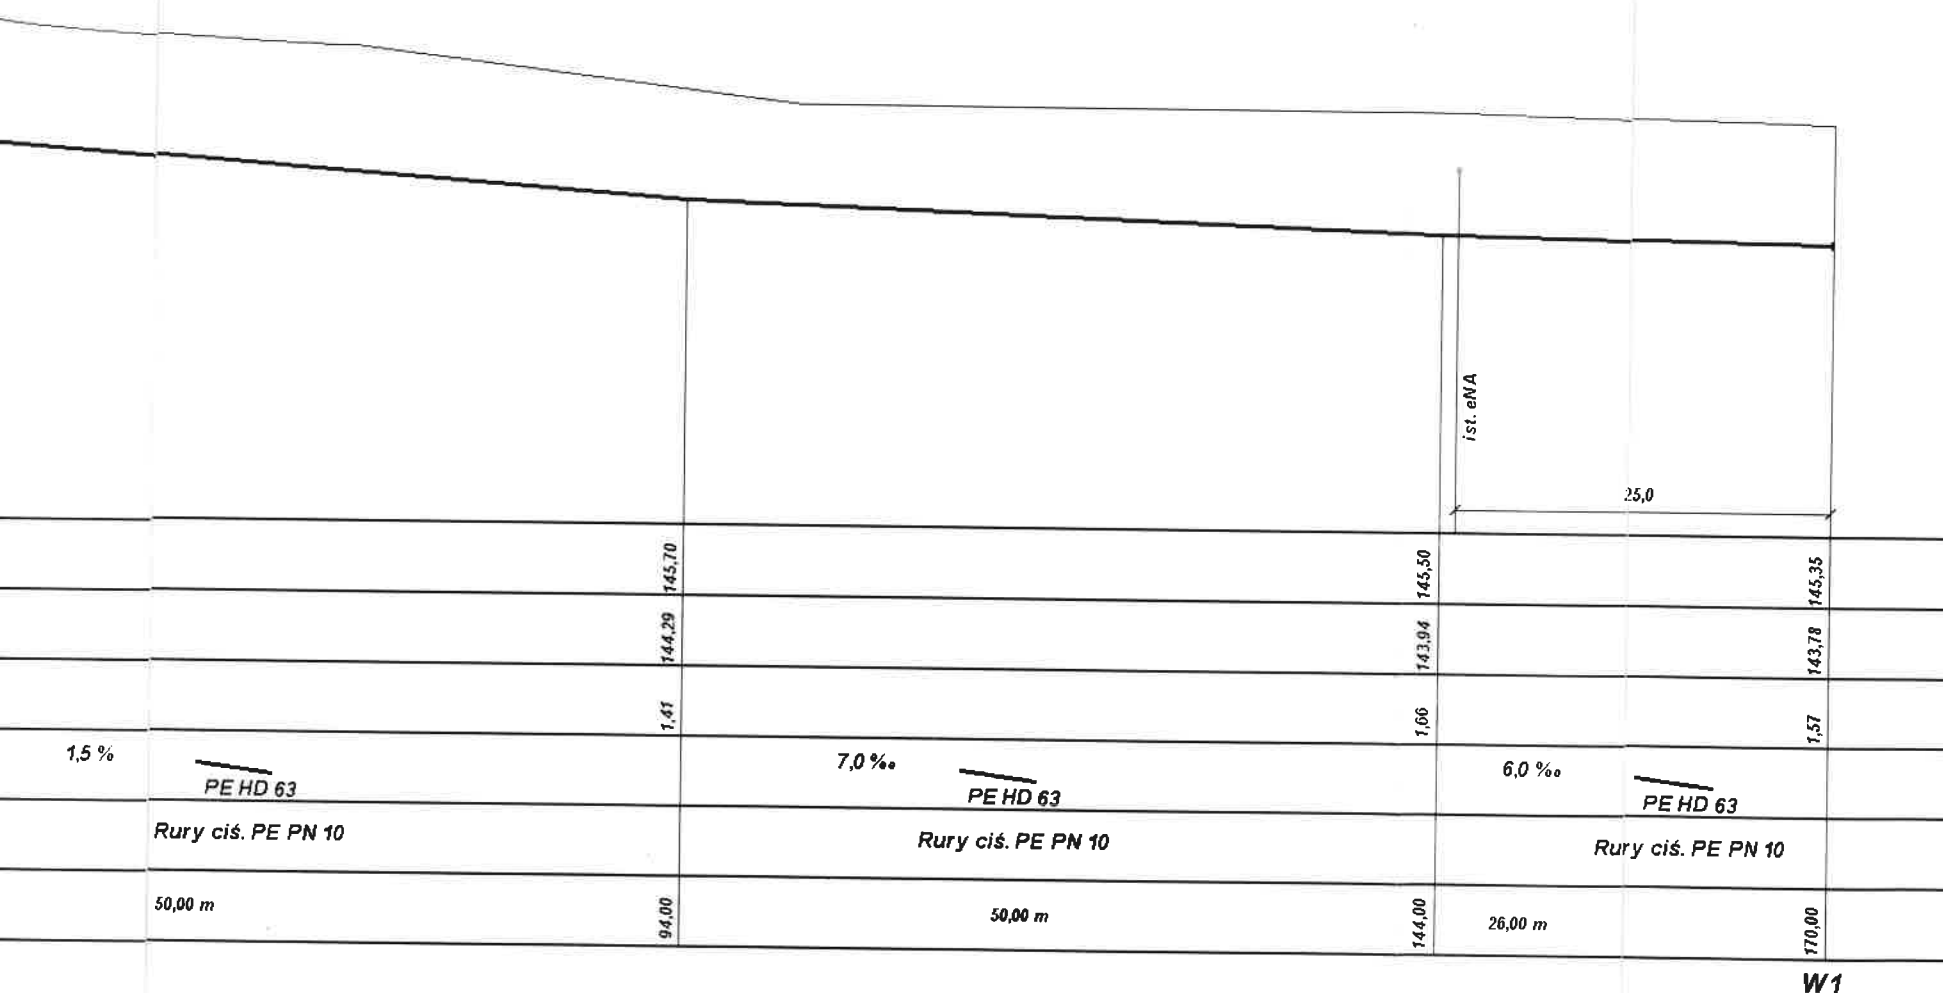 ist. eNA
25,0
145,70
145,50
145,35
144,29
143,94
143,78
1,41
1,66
1,57
1,5 %
7,0 ‰
6,0 ‰
PE HD 63
PE HD 63
PE HD 63
Rury ciś. PE PN 10
Rury ciś. PE PN 10
Rury ciś. PE PN 10
50,00 m
94,00
50,00 m
144,00
26,00 m
170,00
W1